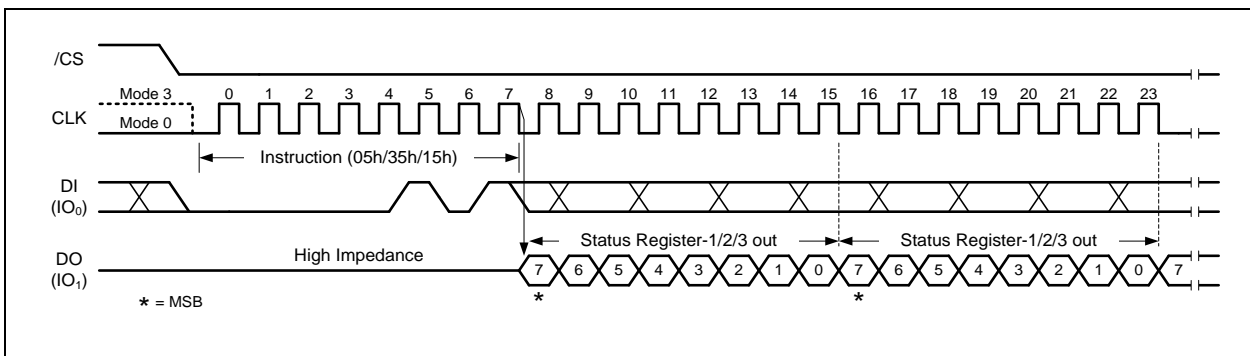 /CS
Mode 3
0 1 2 3 4 5 6 7 8 9 10 11 12 13 14 15 16 17 18 19 20 21 22 23
CLK
Mode 0
Instruction (05h/35h/15h)
DI
(IO0)
Status Register-1/2/3 out Status Register-1/2/3 out
High Impedance
DO
(IO1)
7 6 5 4 3 2 1 0 7 6 5 4 3 2 1 0 7
* *
* = MSB